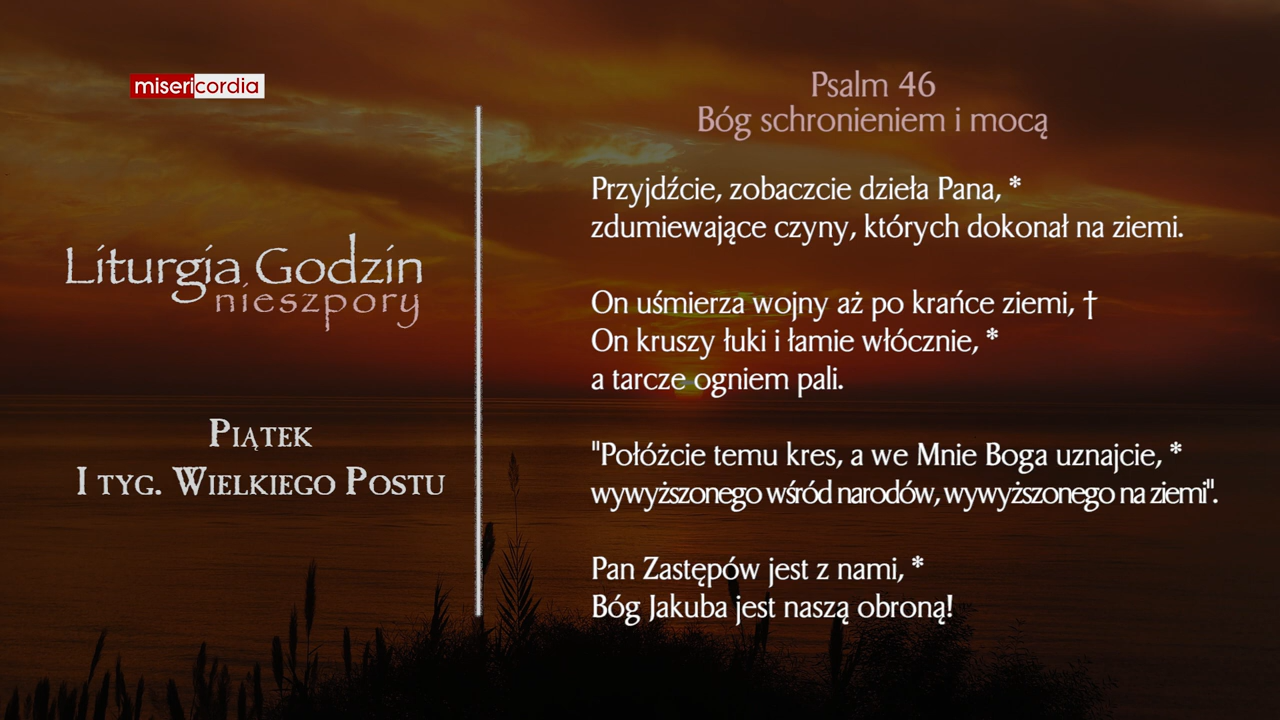 misericordia
Liturgia Godzin
nieszpory
Piątek
I tyg. Wielkiego Postu
Psalm 46
Bóg schronieniem i mocą
Przyjdźcie, zobaczcie dzieła Pana, *
zdumiewające czyny, których dokonał na ziemi.
On uśmierza wojny aż po krańce ziemi, †
On kruszy łuki i łamie włócznie, *
a tarcze ogniem pali.
"Połóżcie temu kres, a we Mnie Boga uznajcie, *
wywyższonego wśród narodów, wywyższonego na ziemi".
Pan Zastępów jest z nami, *
Bóg Jakuba jest naszą obroną!